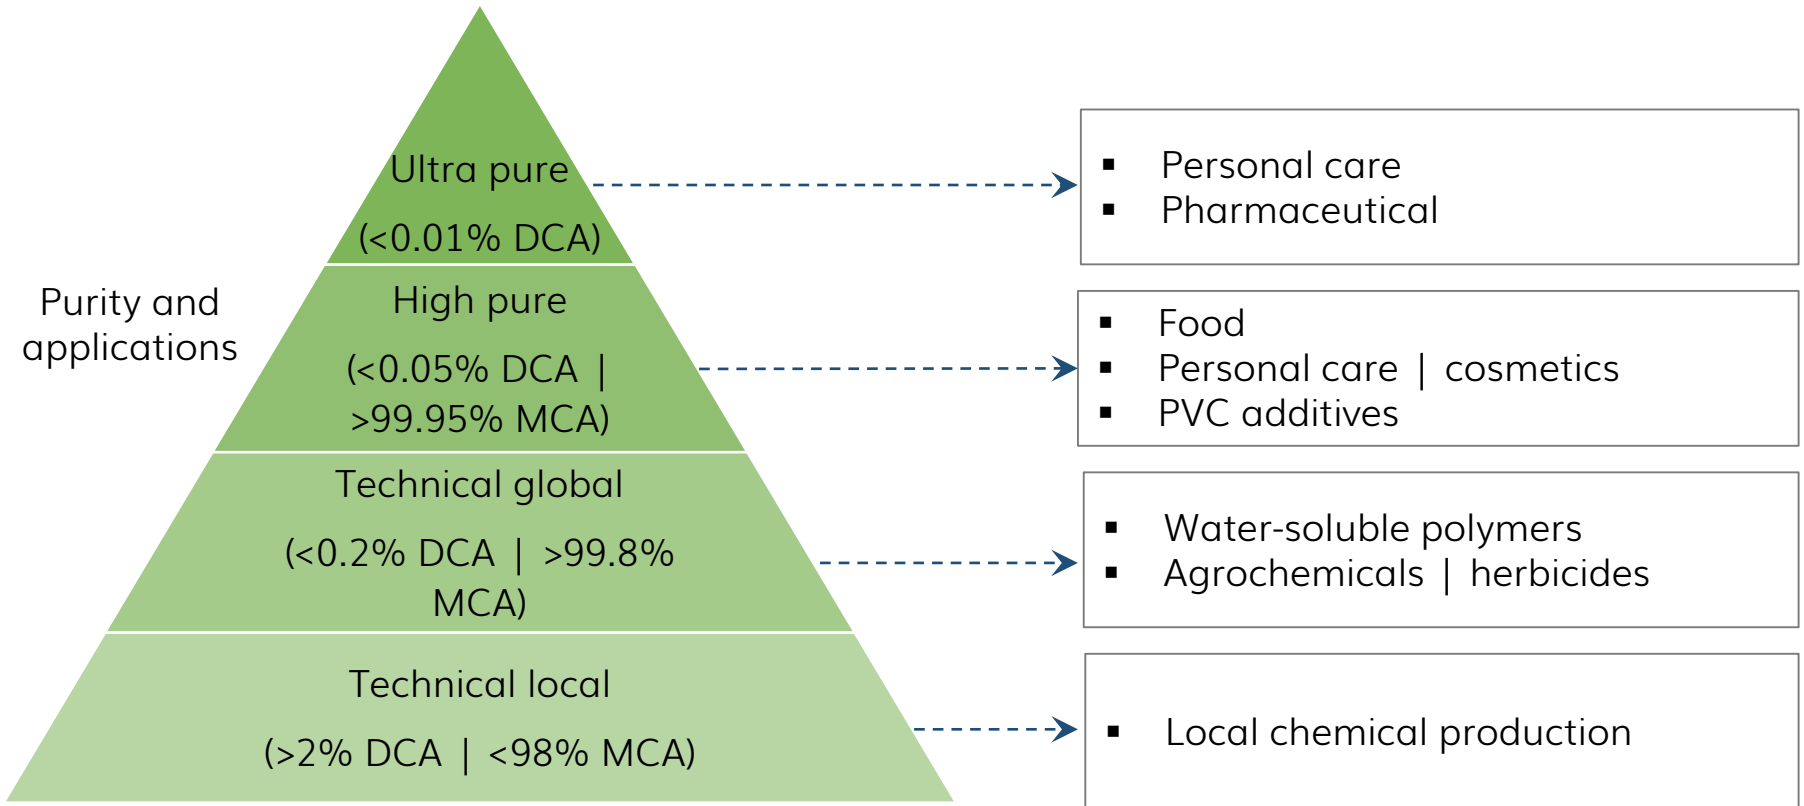 Purity and
applications
Ultra pure
(<0.01% DCA)
High pure
(<0.05% DCA |
>99.95% MCA)
Technical global
(<0.2% DCA | >99.8%
MCA)
Technical local
(>2% DCA | <98% MCA)
▪ Personal care
▪ Pharmaceutical
▪ Food
▪ Personal care | cosmetics
▪ PVC additives
▪ Water-soluble polymers
▪ Agrochemicals | herbicides
▪ Local chemical production